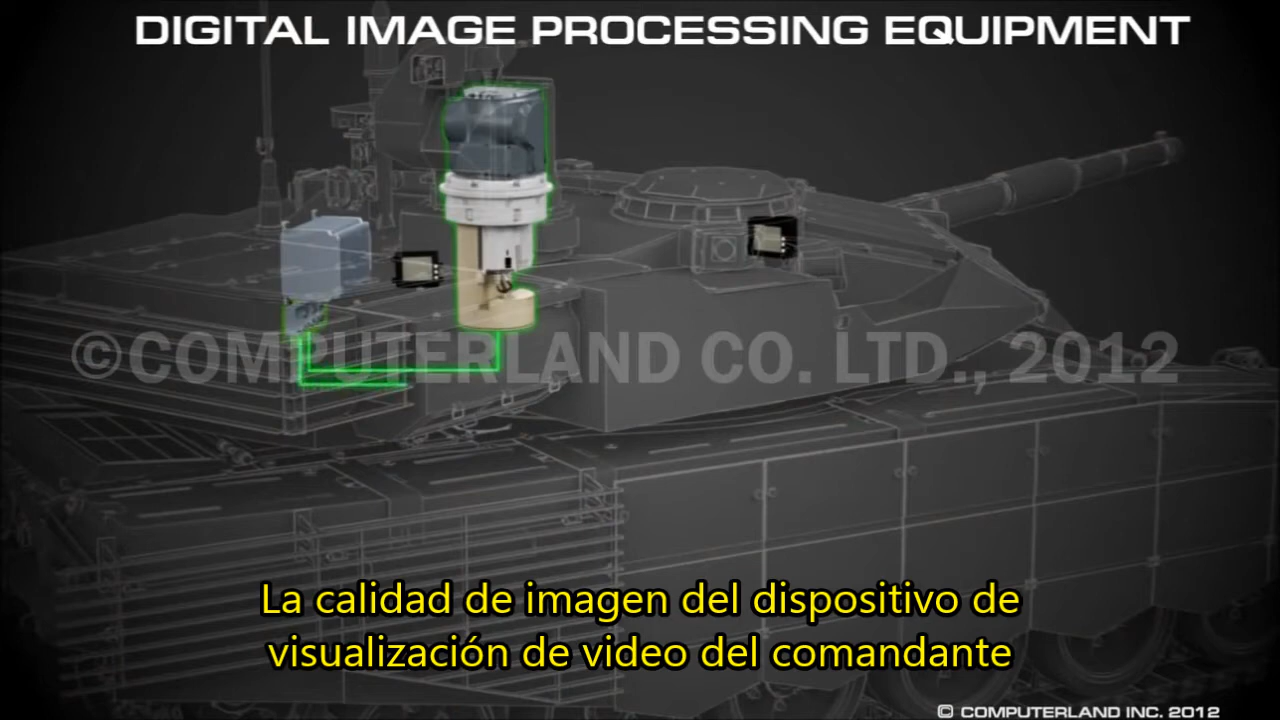 DIGITAL IMAGE PROCESSING EQUIPMENT
© COMPUTERLAND CO. LTD., 2012
La calidad de imagen del dispositivo de
visualización de video del comandante
© COMPUTERLAND INC. 2012